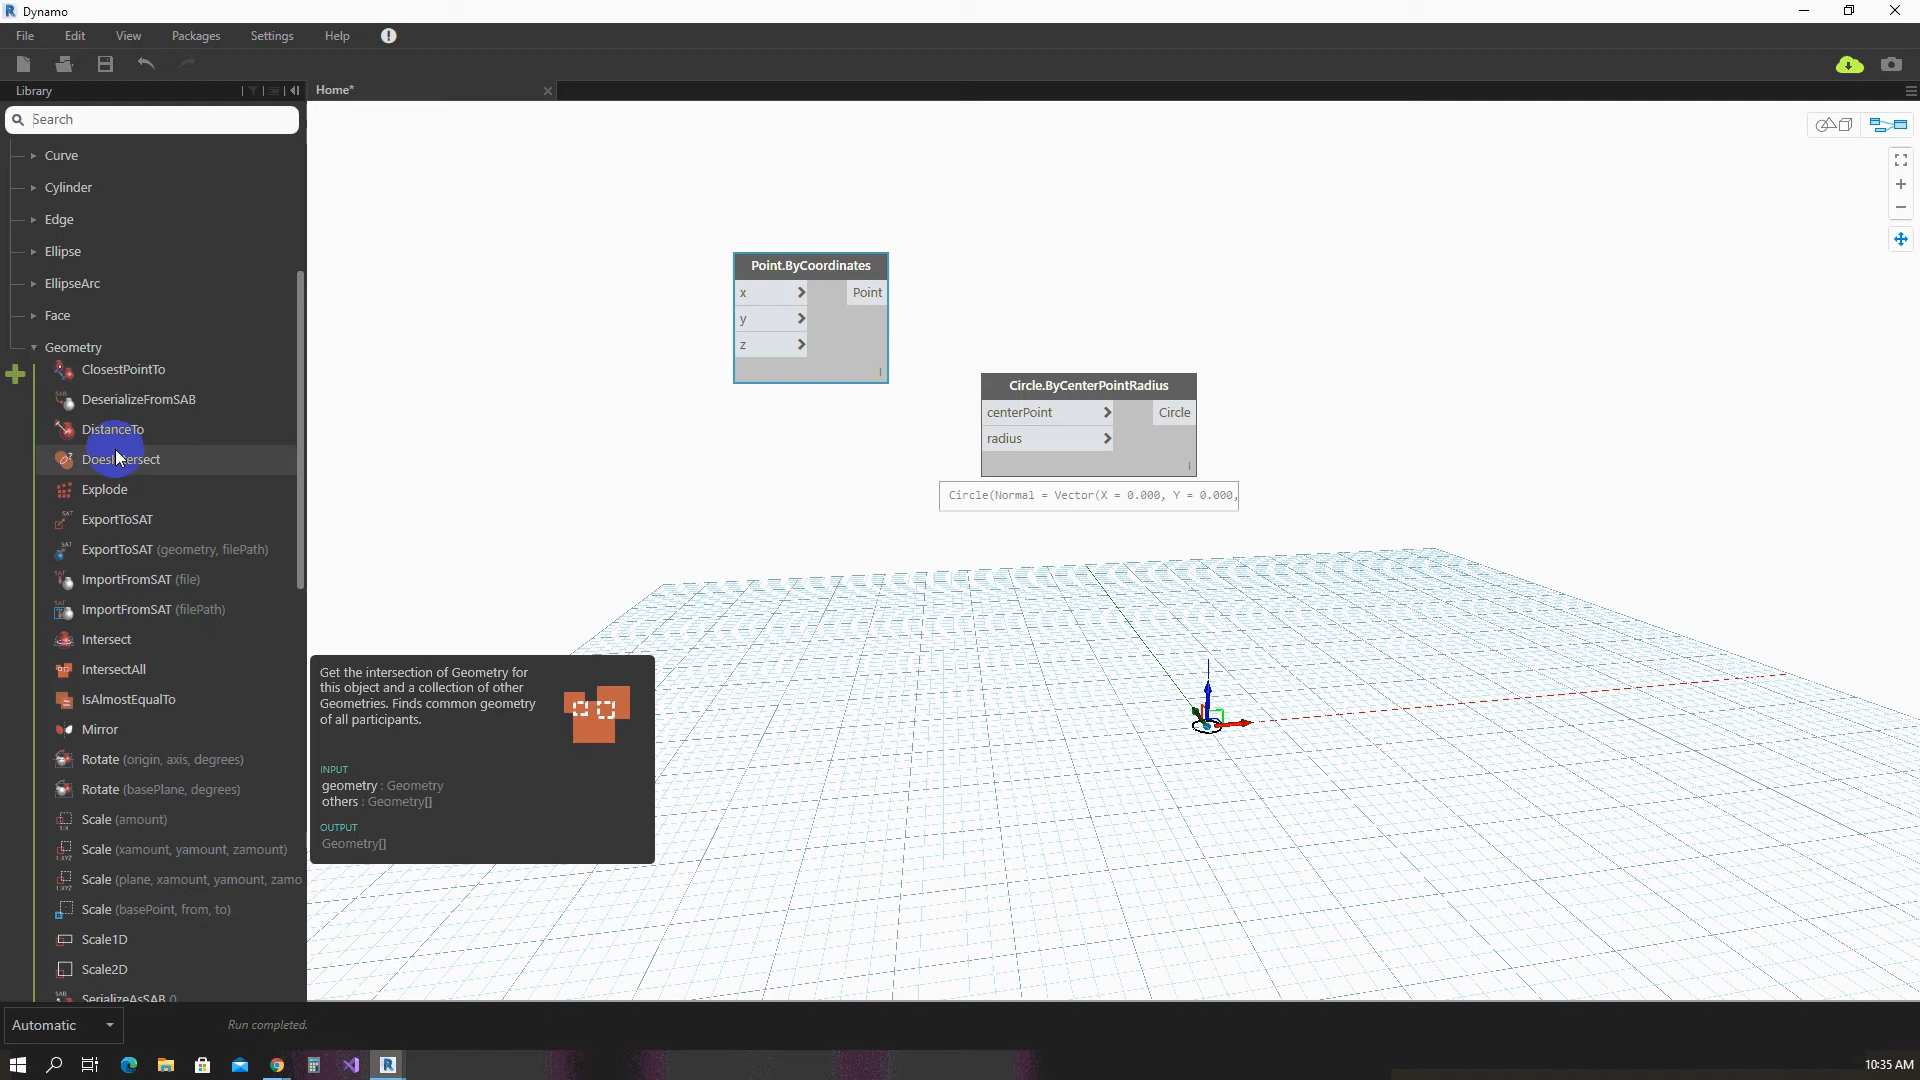 Dynamo
File Edit View Packages Settings Help
Library
Home*
Search
Curve
Cylinder
Edge
Ellipse
EllipseArc
Face
Geometry
ClosestPointTo
DeserializeFromSAB
DistanceTo
DoesIntersect
Explode
ExportToSAT
ExportToSAT (geometry, filePath)
ImportFromSAT (file)
ImportFromSAT (filePath)
Intersect
IntersectAll
IsAlmostEqualTo
Mirror
Rotate (origin, axis, degrees)
Rotate (basePlane, degrees)
Scale (amount)
Scale (xamount, yamount, zamount)
Scale (plane, xamount, yamount, zamo
Scale (basePoint, from, to)
Scale1D
Scale2D
SerializeAsSAB ()
Point.ByCoordinates
x
Point
y
z
Circle.ByCenterPointRadius
centerPoint
Circle
radius
Circle(Normal = Vector(X = 0.000, Y = 0.000,
Get the intersection of Geometry for
this object and a collection of other
Geometries. Finds common geometry
of all participants.
INPUT
geometry : Geometry
others : Geometry[]
OUTPUT
Geometry[]
Automatic
Run completed.
10:35 AM